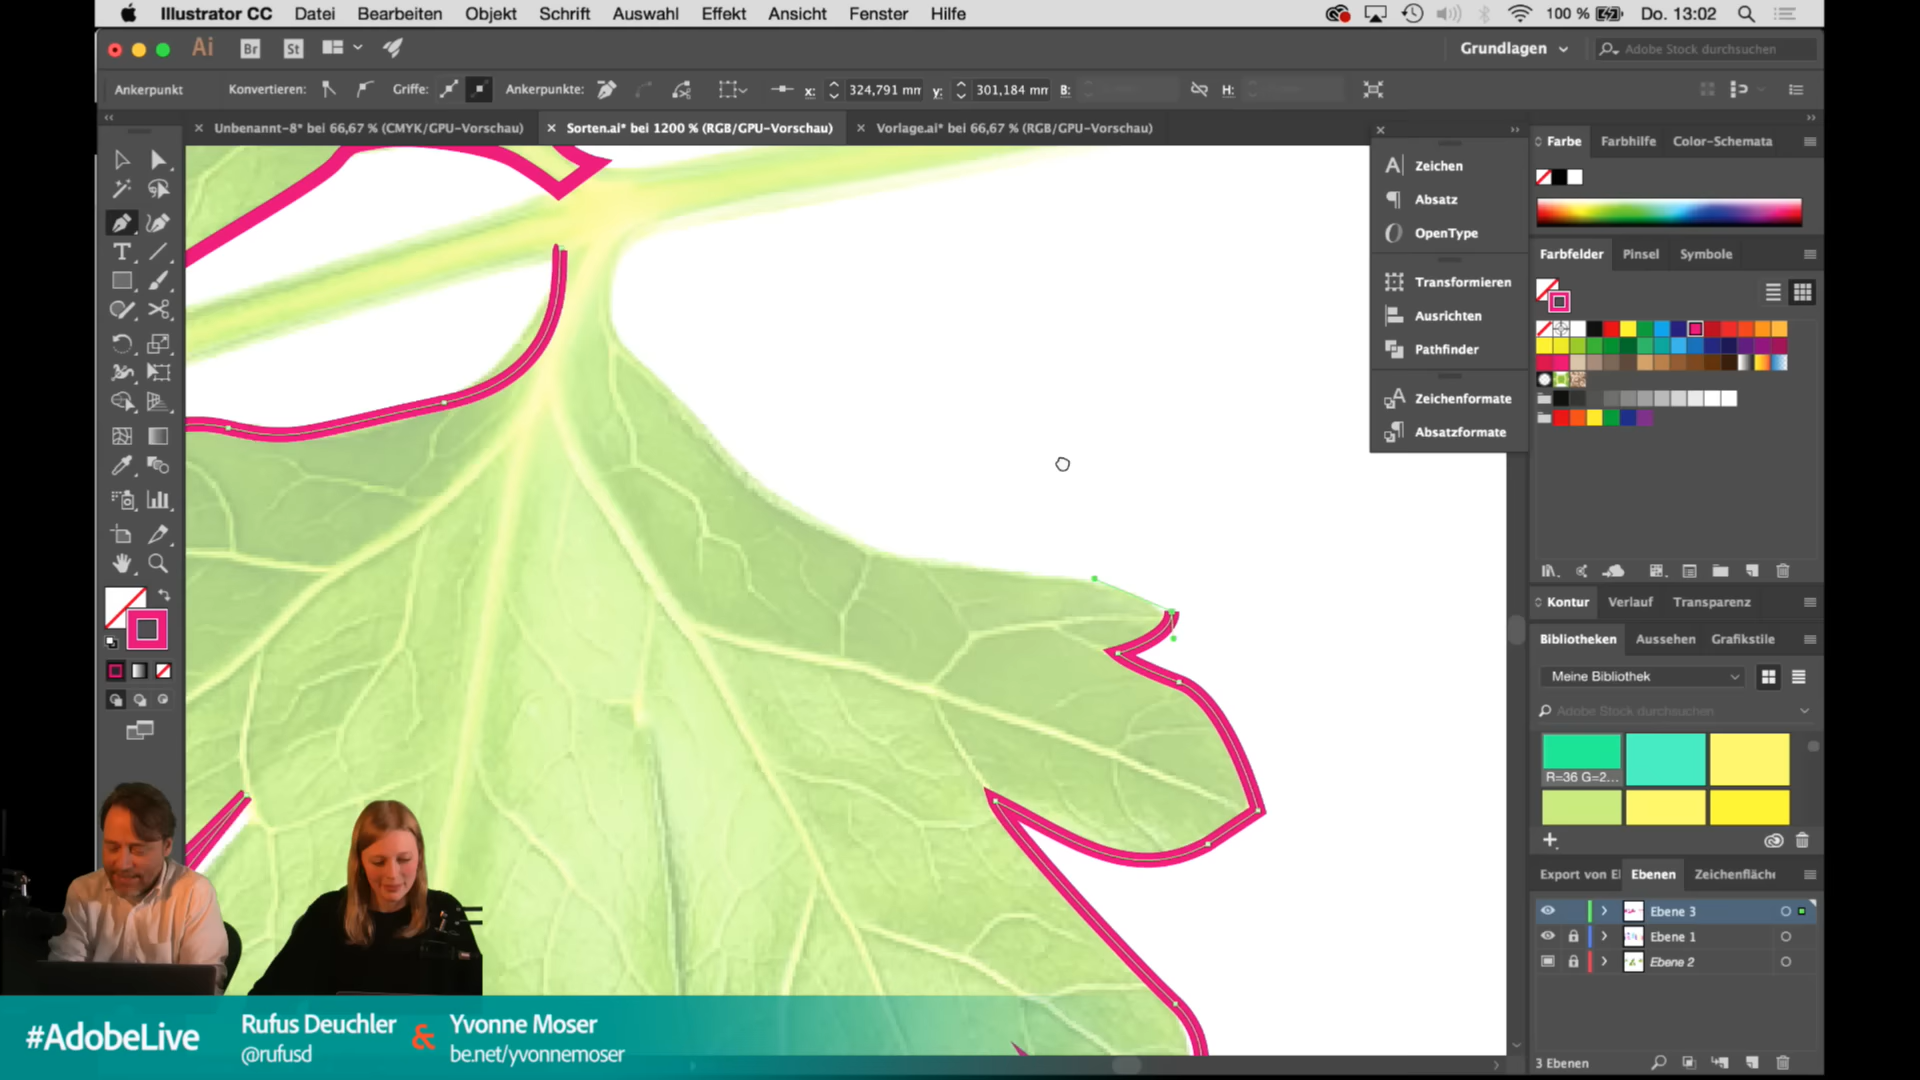 Illustrator CC Datei Bearbeiten Objekt Schrift Auswahl Effekt Ansicht Fenster Hilfe 100 % Do. 13:02
Ai Br St Grundlagen Adobe Stock durchsuchen
Ankerpunkt Konvertieren: Griffe: Ankerpunkte: x: 324,791 mm y: 301,184 mm B: H:
Unbenannt-8* bei 66,67 % (CMYK/GPU-Vorschau) Sorten.ai* bei 1200 % (RGB/GPU-Vorschau) Vorlage.ai* bei 66,67 % (RGB/GPU-Vorschau)
Zeichen
Absatz
OpenType
Transformieren
Ausrichten
Pathfinder
Zeichenformate
Absatzformate
Farbe Farbhilfe Color-Schemata
Farbfelder Pinsel Symbole
Kontur Verlauf Transparenz
Bibliotheken Aussehen Grafikstile
Meine Bibliothek
Adobe Stock durchsuchen
R=36 G=2...
Export von El Ebenen Zeichenfläche
Ebene 3
Ebene 1
Ebene 2
3 Ebenen
#AdobeLive
Rufus Deuchler
@rufusd
&
Yvonne Moser
be.net/yvonnemoser